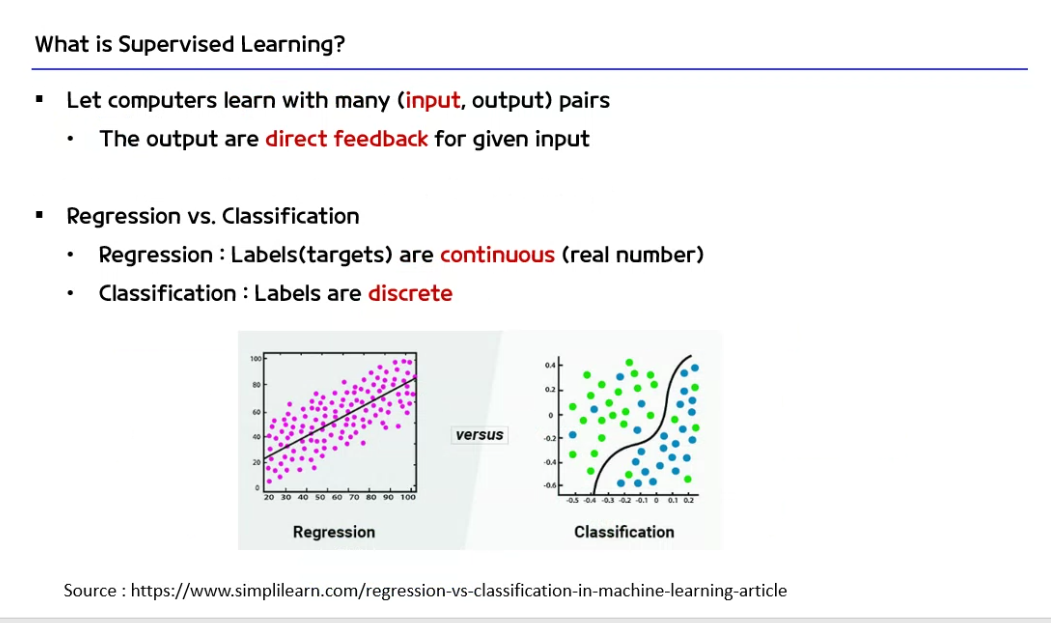 What is Supervised Learning?
▪ Let computers learn with many (input, output) pairs
• The output are direct feedback for given input
▪ Regression vs. Classification
• Regression : Labels(targets) are continuous (real number)
• Classification : Labels are discrete
100
80
60
40
20
0
20 30 40 50 60 70 80 90 100
Regression
versus
0.4
0.2
0
-0.2
-0.4
-0.6
-0.5 -0.4 -0.3 -0.2 -0.1 0 0.1 0.2
Classification
Source : https://www.simplilearn.com/regression-vs-classification-in-machine-learning-article